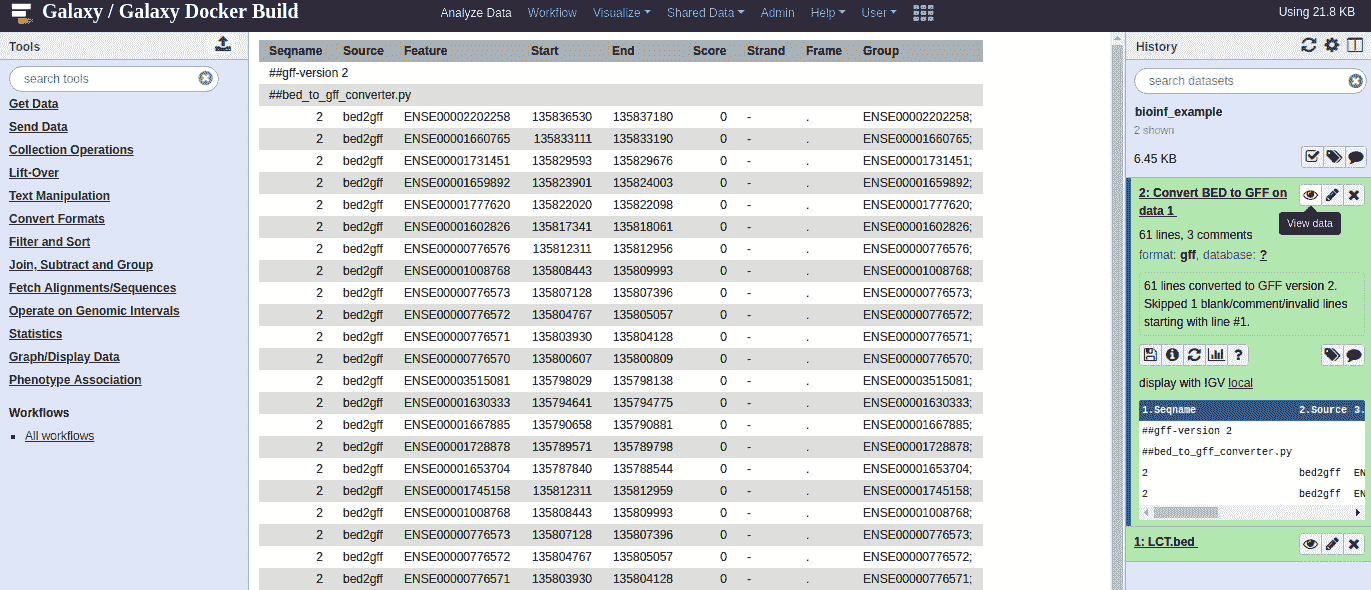 Galaxy / Galaxy Docker Build
Analyze Data Workflow Visualize Shared Data Admin Help User
Using 21.8 KB
Tools
search tools
Get Data
Send Data
Collection Operations
Lift-Over
Text Manipulation
Convert Formats
Filter and Sort
Join, Subtract and Group
Fetch Alignments/Sequences
Operate on Genomic Intervals
Statistics
Graph/Display Data
Phenotype Association
Workflows
All workflows
Seqname Source Feature Start End Score Strand Frame Group
##gff-version 2
##bed_to_gff_converter.py
2 bed2gff ENSE00002202258 135836530 135837180 0 - . ENSE00002202258;
2 bed2gff ENSE00001660765 135833111 135833190 0 - . ENSE00001660765;
2 bed2gff ENSE00001731451 135829593 135829676 0 - . ENSE00001731451;
2 bed2gff ENSE00001659892 135823901 135824003 0 - . ENSE00001659892;
2 bed2gff ENSE00001777620 135822020 135822098 0 - . ENSE00001777620;
2 bed2gff ENSE00001602826 135817341 135818061 0 - . ENSE00001602826;
2 bed2gff ENSE00000776576 135812311 135812956 0 - . ENSE00000776576;
2 bed2gff ENSE00001008768 135808443 135809993 0 - . ENSE00001008768;
2 bed2gff ENSE00000776573 135807128 135807396 0 - . ENSE00000776573;
2 bed2gff ENSE00000776572 135804767 135805057 0 - . ENSE00000776572;
2 bed2gff ENSE00000776571 135803930 135804128 0 - . ENSE00000776571;
2 bed2gff ENSE00000776570 135800607 135800809 0 - . ENSE00000776570;
2 bed2gff ENSE00003515081 135798029 135798138 0 - . ENSE00003515081;
2 bed2gff ENSE00001630333 135794641 135794775 0 - . ENSE00001630333;
2 bed2gff ENSE00001667885 135790658 135790881 0 - . ENSE00001667885;
2 bed2gff ENSE00001728878 135789571 135789798 0 - . ENSE00001728878;
2 bed2gff ENSE00001653704 135787840 135788544 0 - . ENSE00001653704;
2 bed2gff ENSE00001745158 135812311 135812959 0 - . ENSE00001745158;
2 bed2gff ENSE00001008768 135808443 135809993 0 - . ENSE00001008768;
2 bed2gff ENSE00000776573 135807128 135807396 0 - . ENSE00000776573;
2 bed2gff ENSE00000776572 135804767 135805057 0 - . ENSE00000776572;
2 bed2gff ENSE00000776571 135803930 135804128 0 - . ENSE00000776571;
History
search datasets
bioinf_example
2 shown
6.45 KB
2: Convert BED to GFF on
data 1
View data
61 lines, 3 comments
format: gff, database: ?
61 lines converted to GFF version 2.
Skipped 1 blank/comment/invalid lines
starting with line #1.
display with IGV local
1.Seqname 2.Source 3.
##gff-version 2
##bed_to_gff_converter.py
2 bed2gff EN
2 bed2gff EN
1: LCT.bed